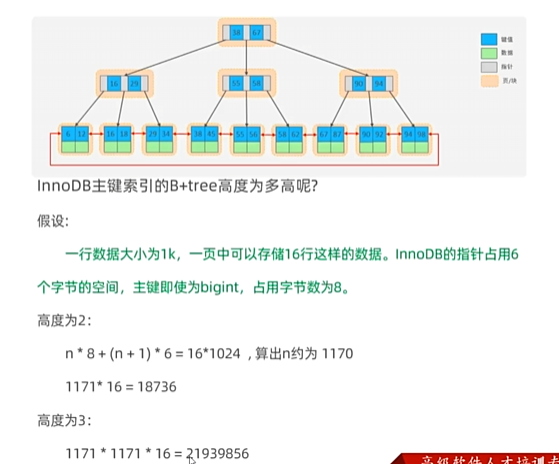 38 67
键值
数据
指针
页/块
16 29
55 58
90 94
6 12 16 18 29 34 38 45 55 56 58 62 67 87 90 92 94 98
InnoDB主键索引的B+tree高度为多高呢?
假设:
一行数据大小为1k，一页中可以存储16行这样的数据。InnoDB的指针占用6
个字节的空间，主键即使为bigint，占用字节数为8。
高度为2：
n * 8 + (n + 1) * 6 = 16*1024 , 算出n约为 1170
1171* 16 = 18736
高度为3：
1171 * 1171 * 16 = 21939856
高级软件人才培训专